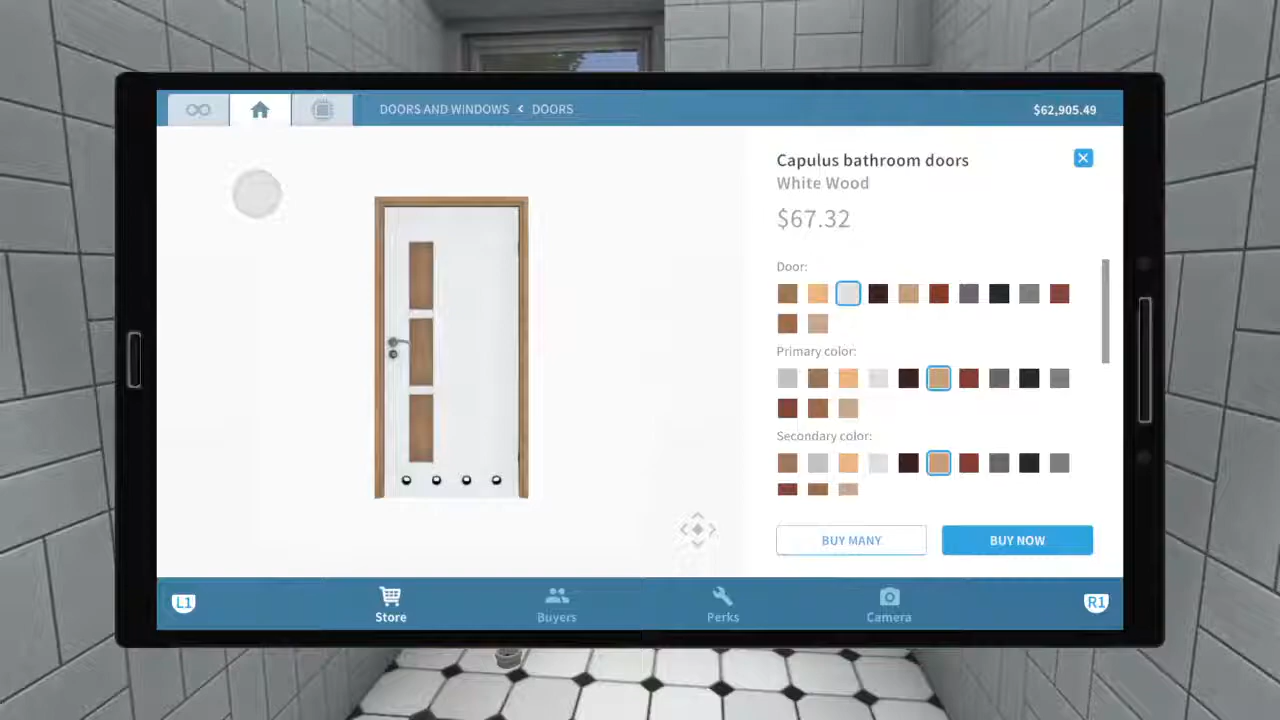 DOORS AND WINDOWS < DOORS
$62,905.49
Capulus bathroom doors
White Wood
$67.32
Door:
Primary color:
Secondary color:
BUY MANY
BUY NOW
L1
Store
Buyers
Perks
Camera
R1